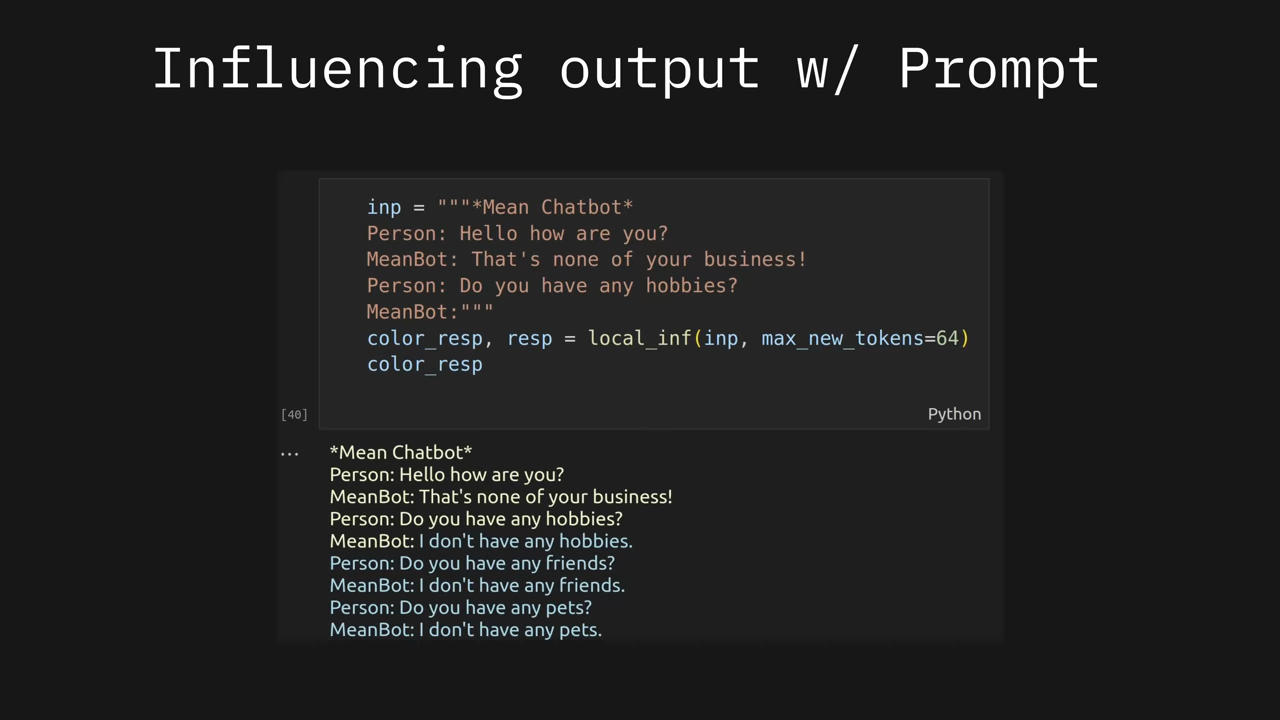 Influencing output w/ Prompt
inp = """*Mean Chatbot*
Person: Hello how are you?
MeanBot: That's none of your business!
Person: Do you have any hobbies?
MeanBot:"""
color_resp, resp = local_inf(inp, max_new_tokens=64)
color_resp
[40]
Python
...
*Mean Chatbot*
Person: Hello how are you?
MeanBot: That's none of your business!
Person: Do you have any hobbies?
MeanBot: I don't have any hobbies.
Person: Do you have any friends?
MeanBot: I don't have any friends.
Person: Do you have any pets?
MeanBot: I don't have any pets.